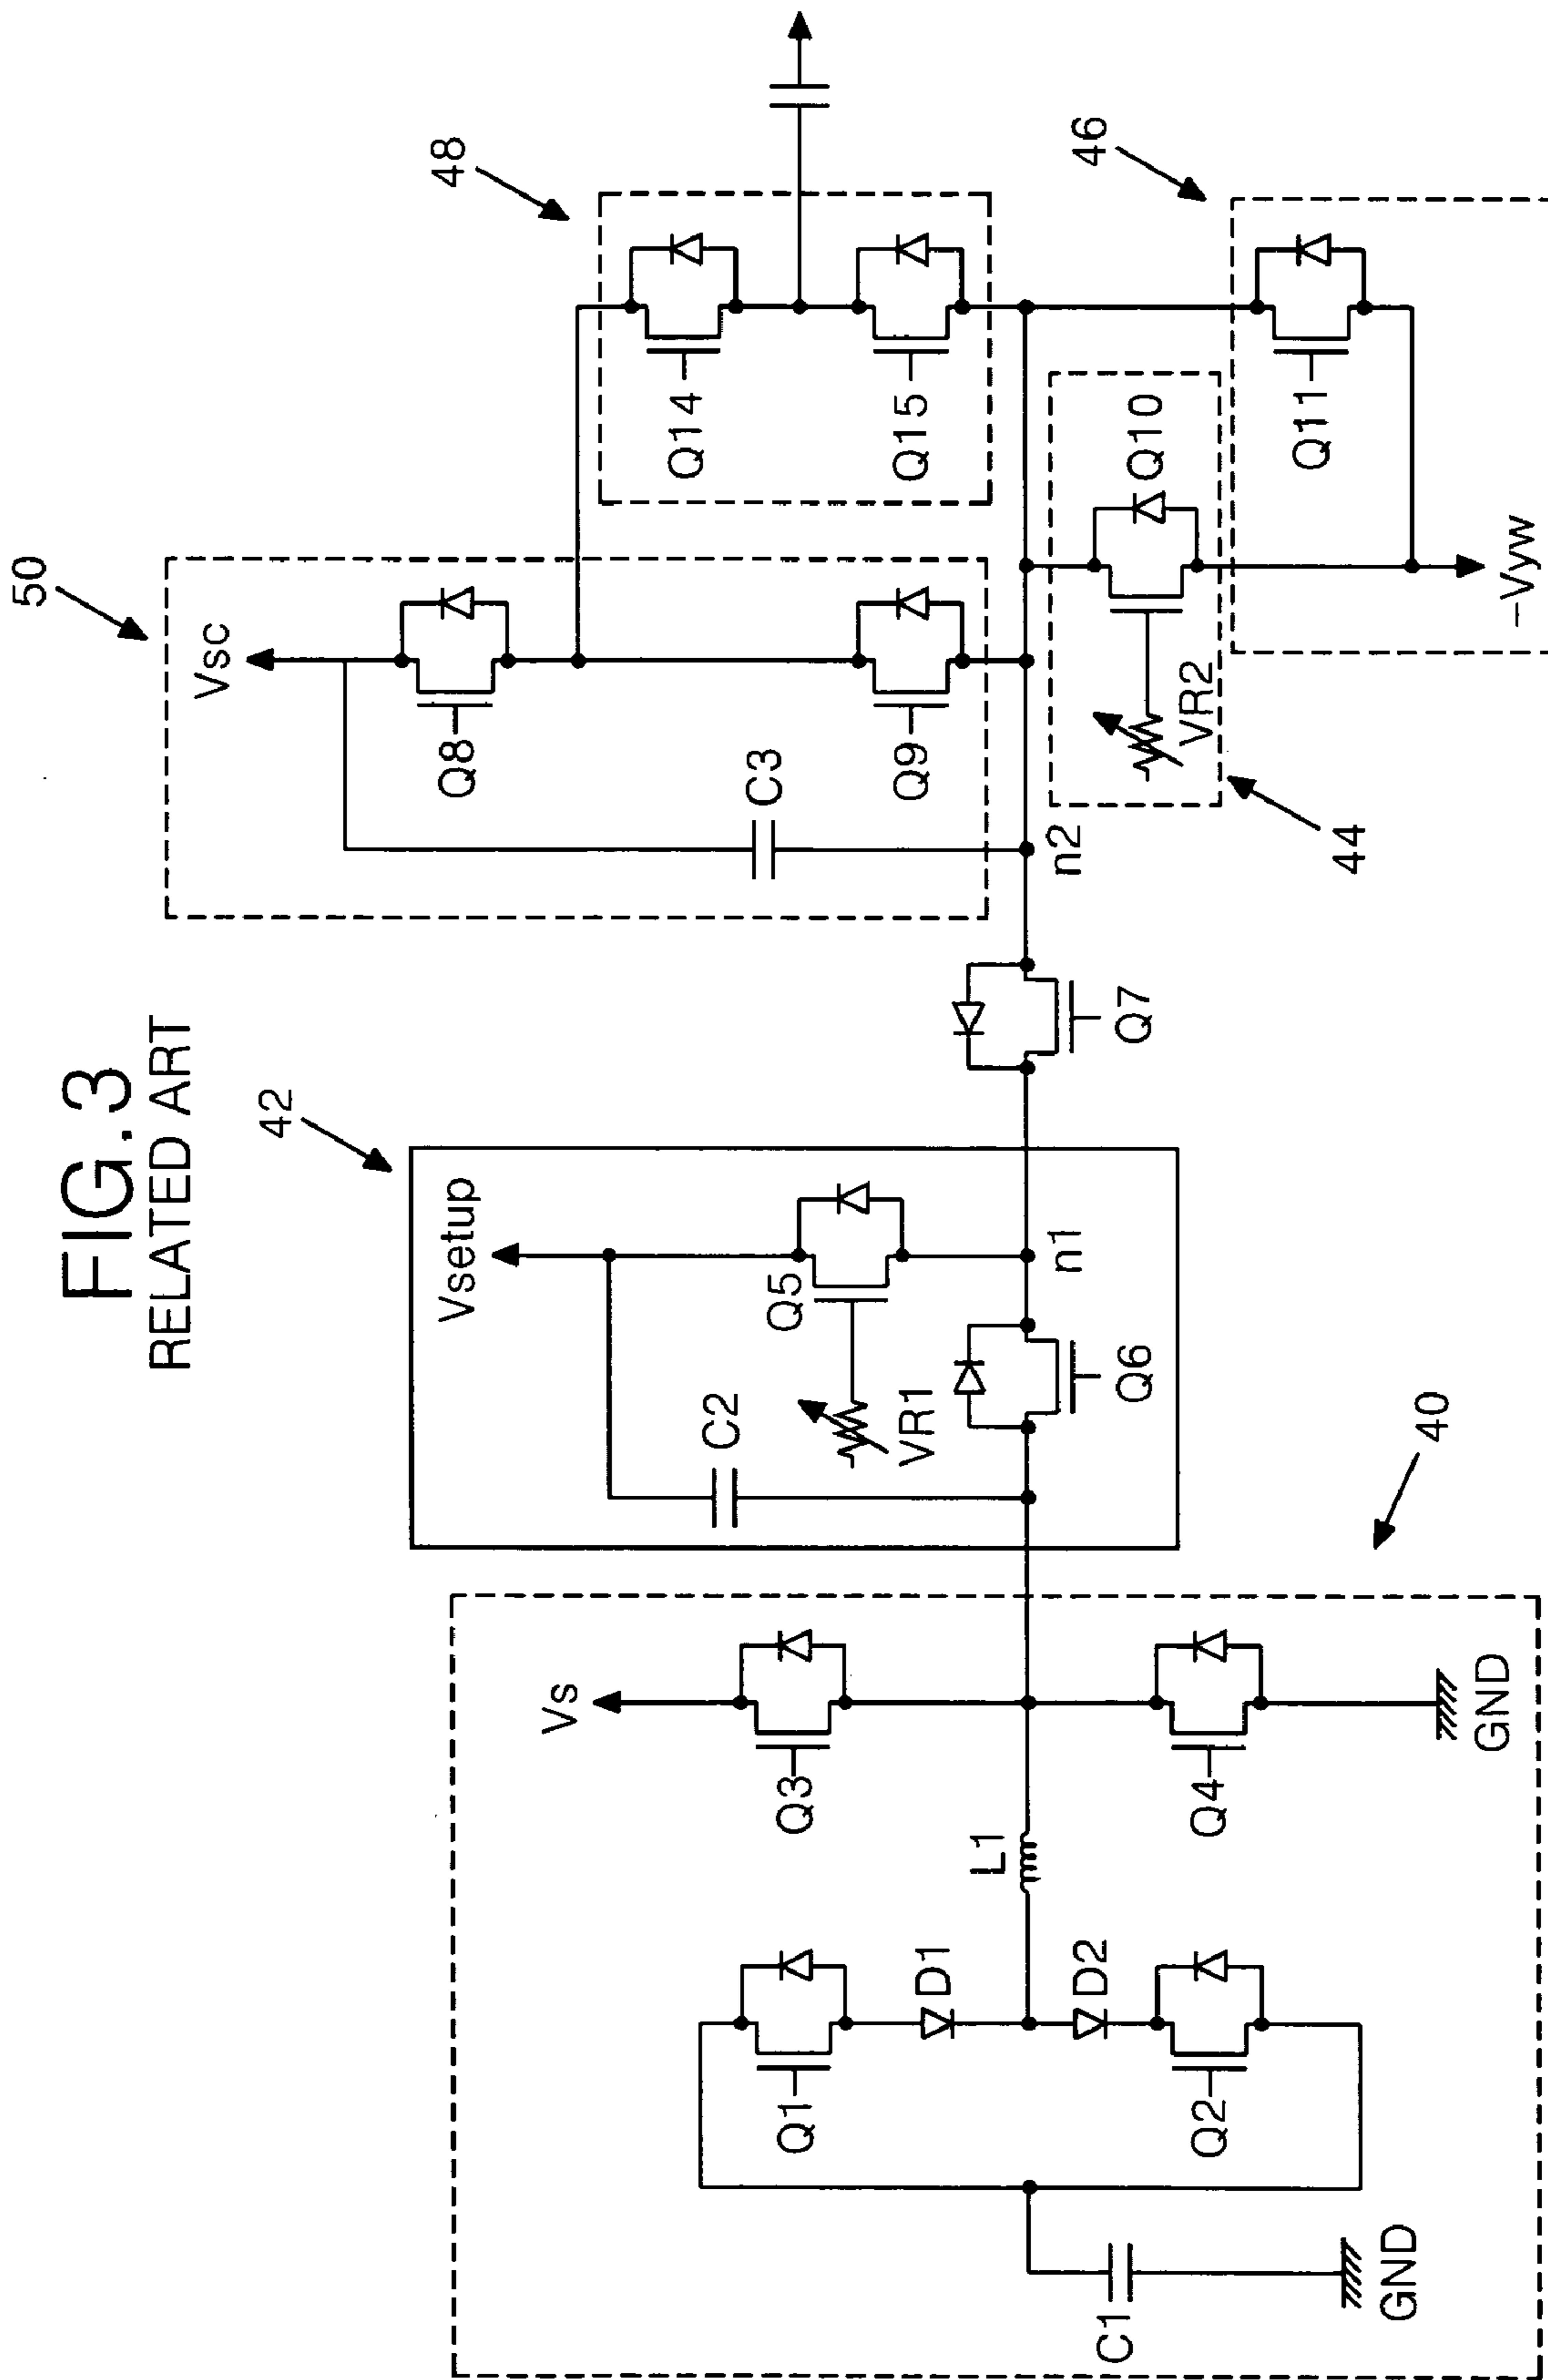 FIG.3
RELATED ART
40
Vs
Q1
Q3
D1
L1
D2
Q2
Q4
C1
GND
GND
42
Vsetup
C2
Q5
VR1
Q6
n1
Q7
50
Vsc
Q8
C3
Q9
n2
48
Q14
Q15
44
VR2
Q10
46
Q11
-Vyw